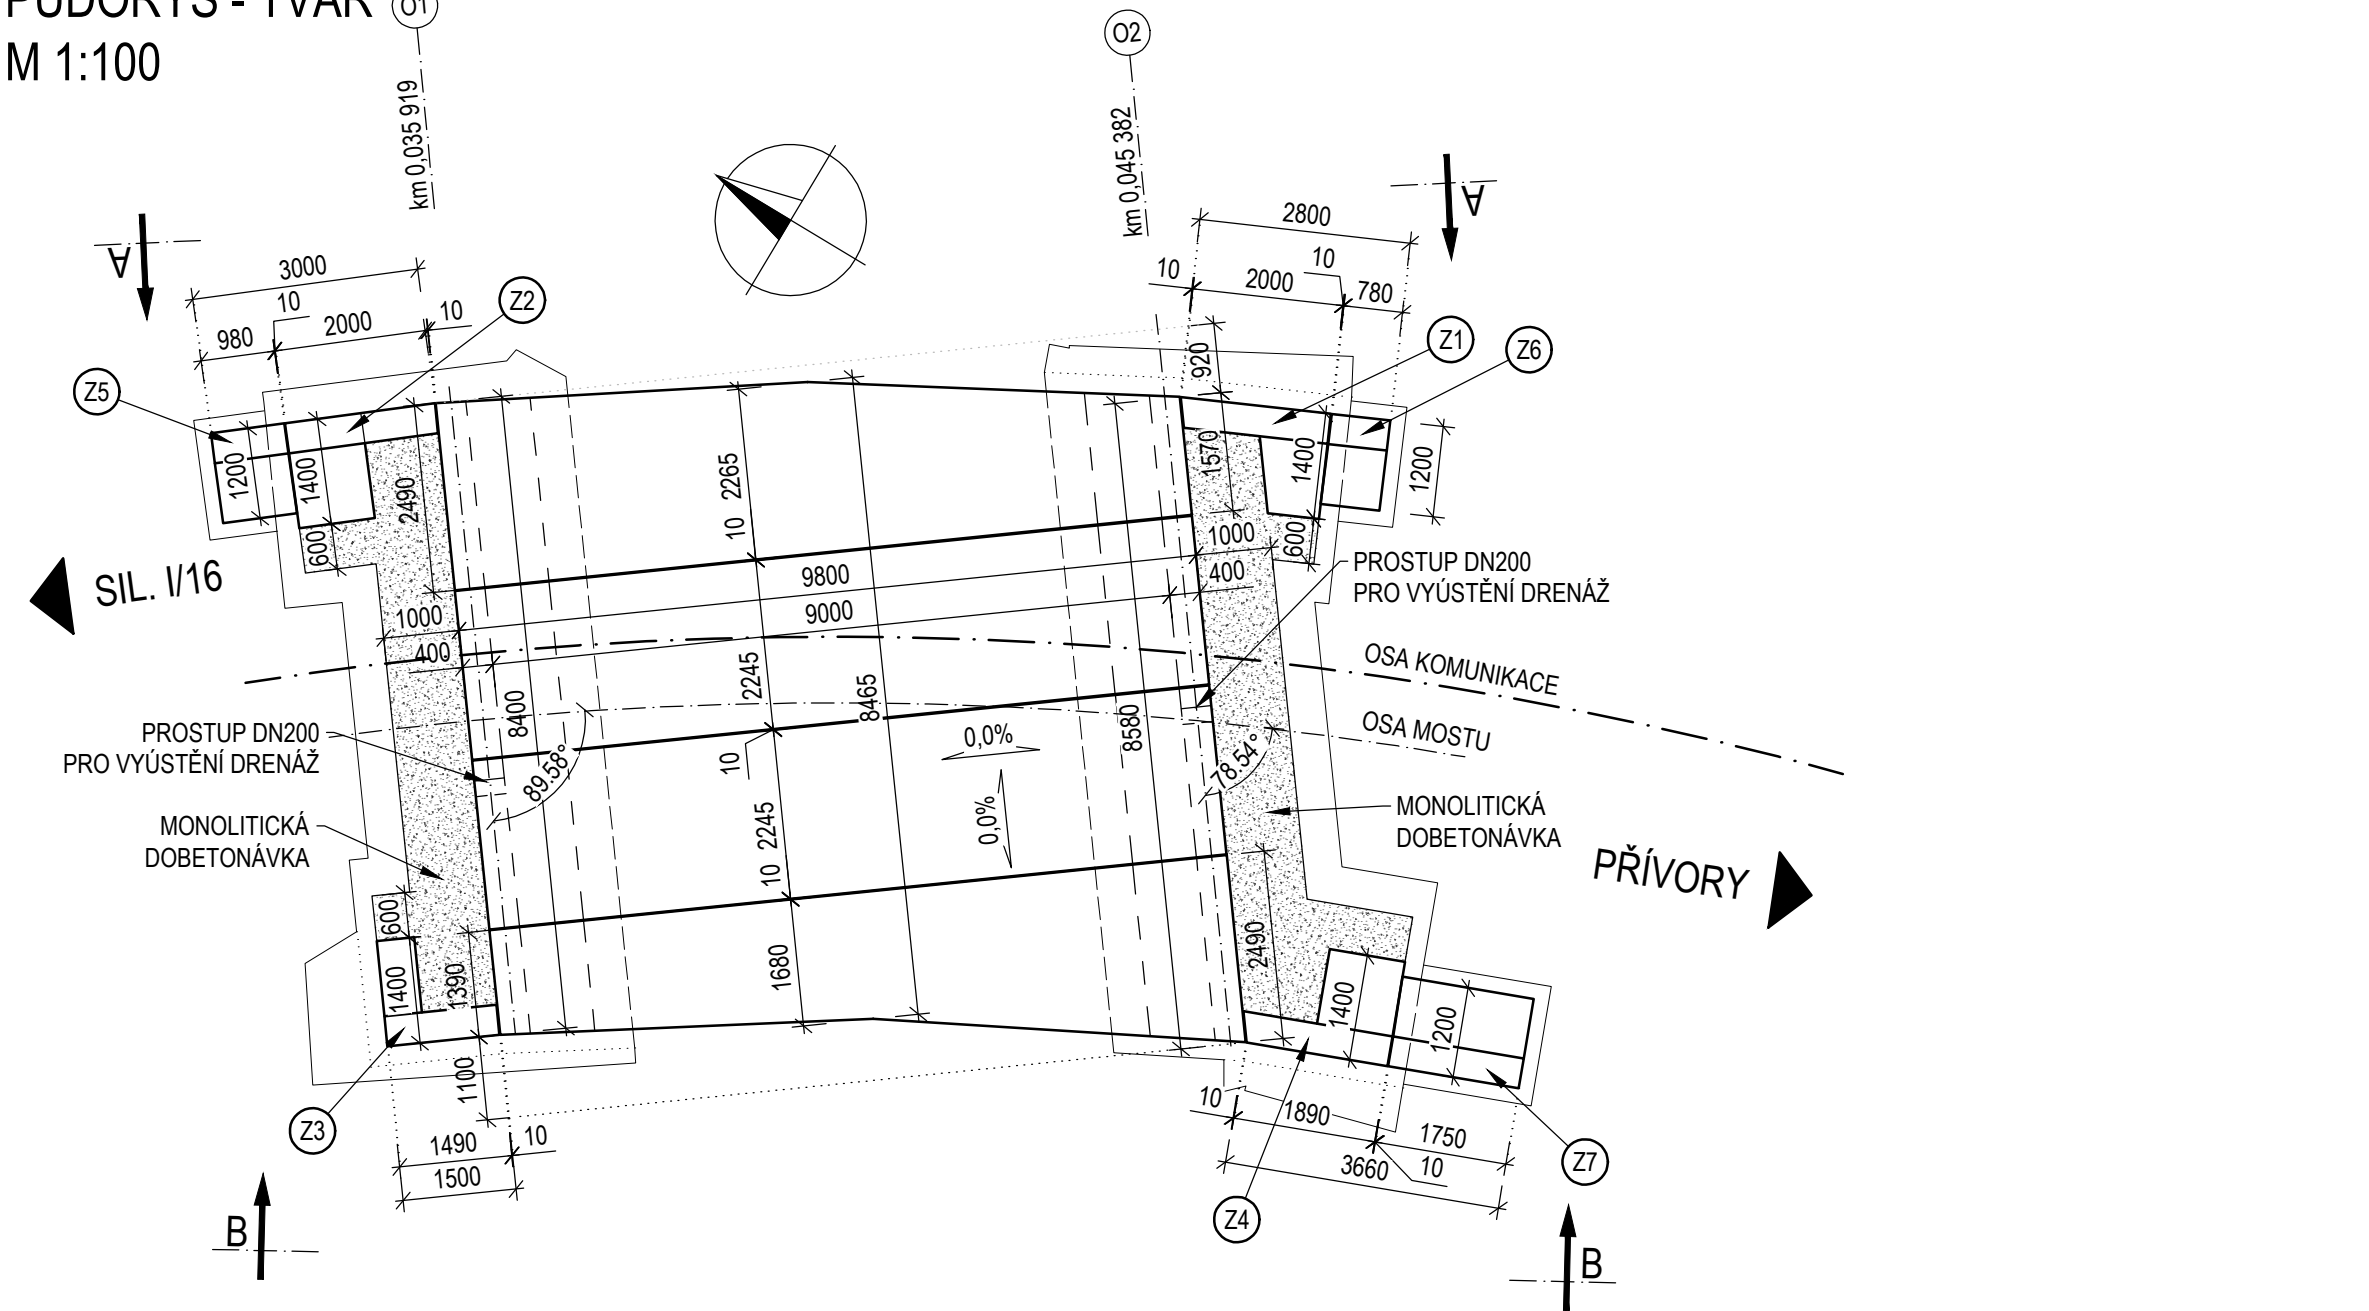 PŮDORYS - TVAR
M 1:100
O1
km 0,035 919
O2
km 0,045 382
A
A
3000
10
980
2000
10
Z2
Z5
2800
10
10
2000
780
Z1
Z6
920
1200
1400
600
2490
2265
10
1570
1400
1200
600
SIL. I/16
1000
400
9800
9000
1000
400
PROSTUP DN200
PRO VYÚSTĚNÍ DRENÁŽ
OSA KOMUNIKACE
OSA MOSTU
2245
8465
8400
8580
10
PROSTUP DN200
PRO VYÚSTĚNÍ DRENÁŽ
89.58°
78.54°
0,0%
0,0%
MONOLITICKÁ
DOBETONÁVKA
2245
10
MONOLITICKÁ
DOBETONÁVKA
PŘÍVORY
600
1400
1390
1680
2490
1400
1200
1100
Z3
1490
10
1500
10
1890
1750
3660
10
Z4
Z7
B
B